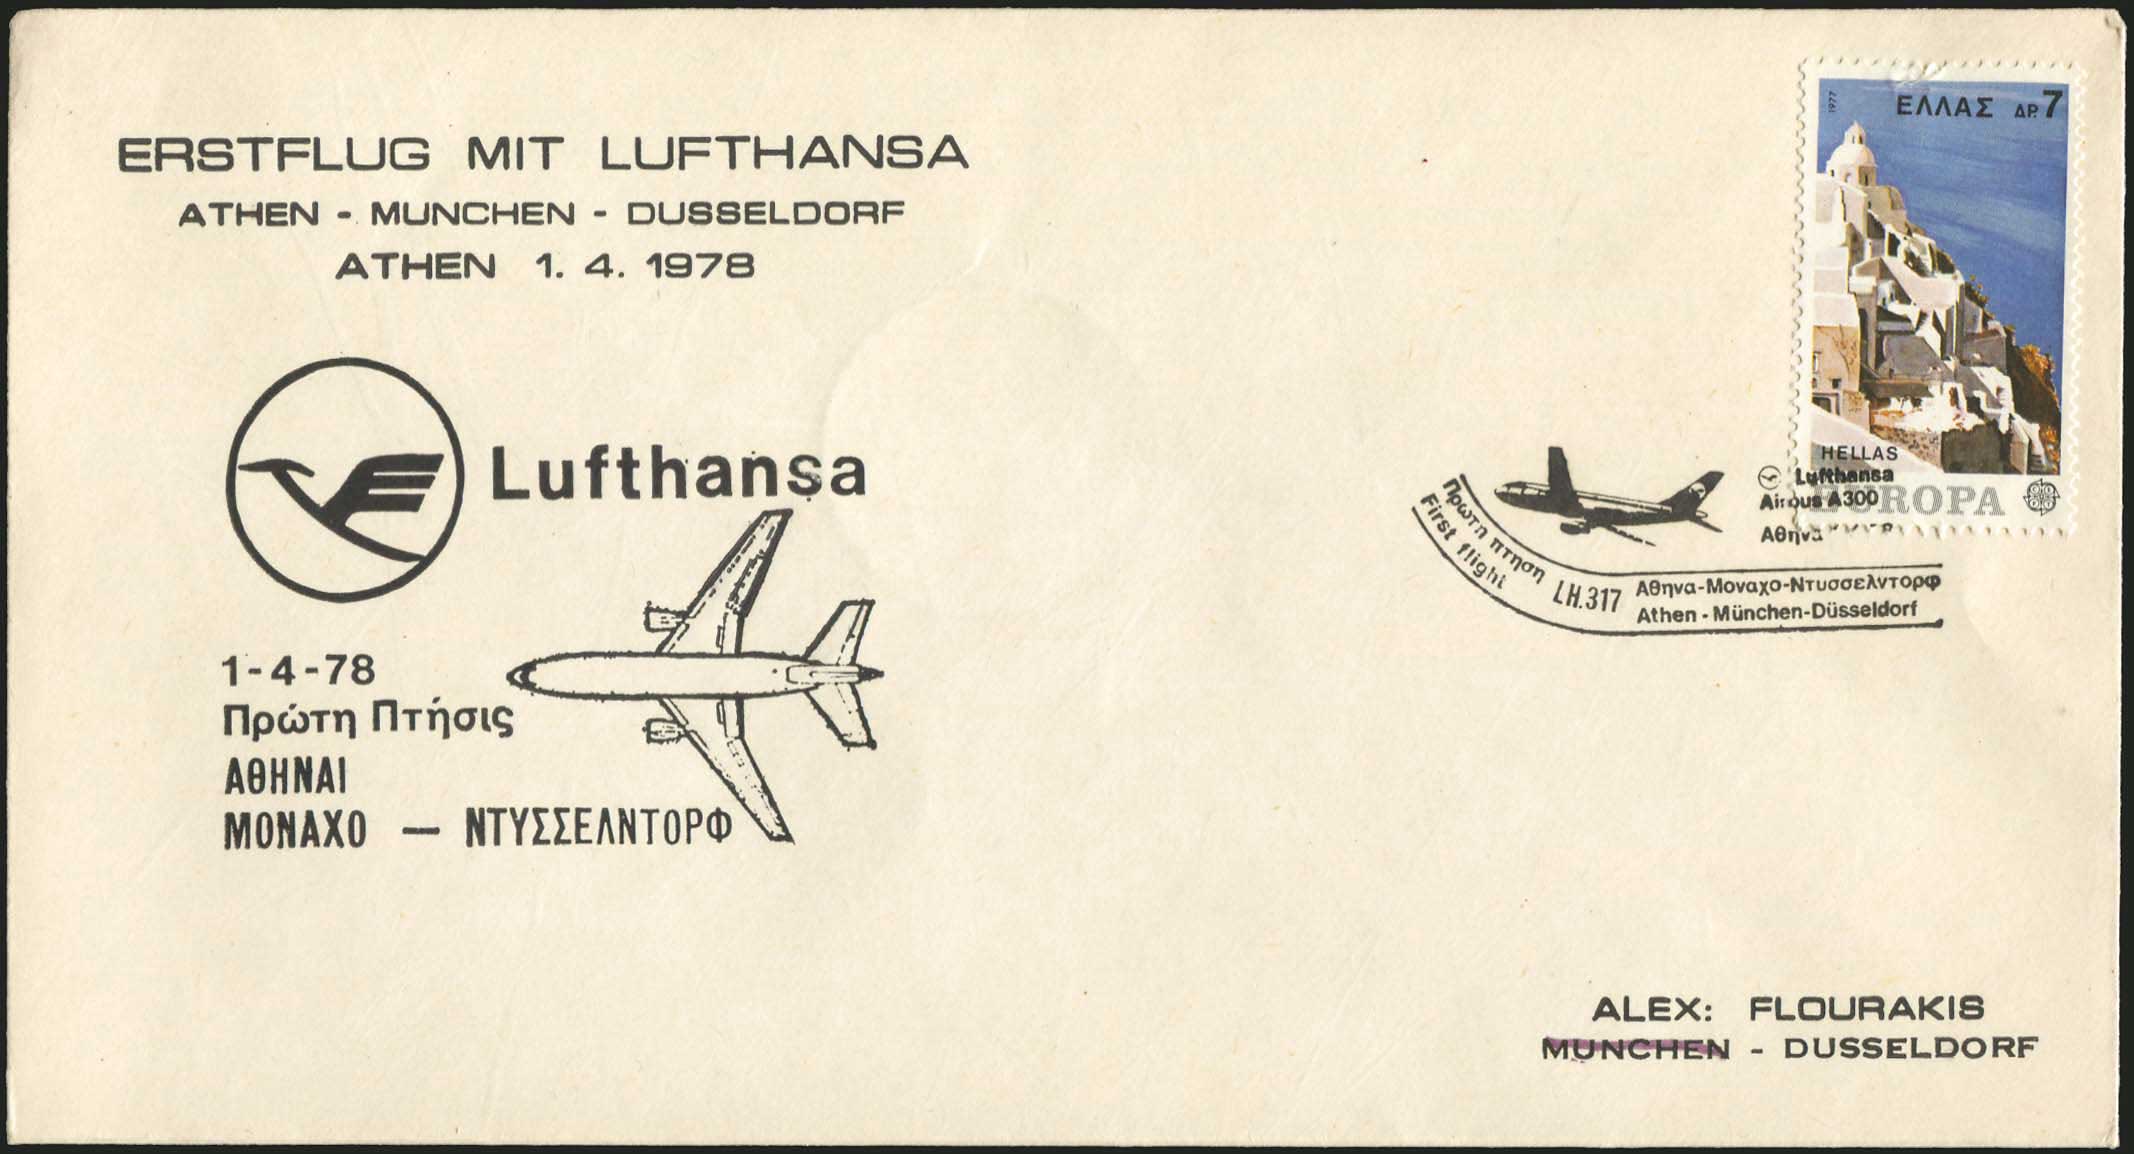 ERSTFLUG MIT LUFTHANSA
ATHEN - MUNCHEN - DUSSELDORF
ATHEN 1. 4. 1978
Lufthansa
1-4-78
Πρώτη Πτήσις
ΑΘΗΝΑΙ
ΜΟΝΑΧΟ — ΝΤΥΣΣΕΛΝΤΟΡΦ
1977
ΕΛΛΑΣ ΔΡ. 7
HELLAS
EUROPA
Lufthansa
Airbus A300
Αθηνα
Πρωτη πτηση
First flight
LH.317
Αθηνα-Μοναχο-Ντυσσελντορφ
Athen - München-Düsseldorf
ALEX: FLOURAKIS
MUNCHEN - DUSSELDORF